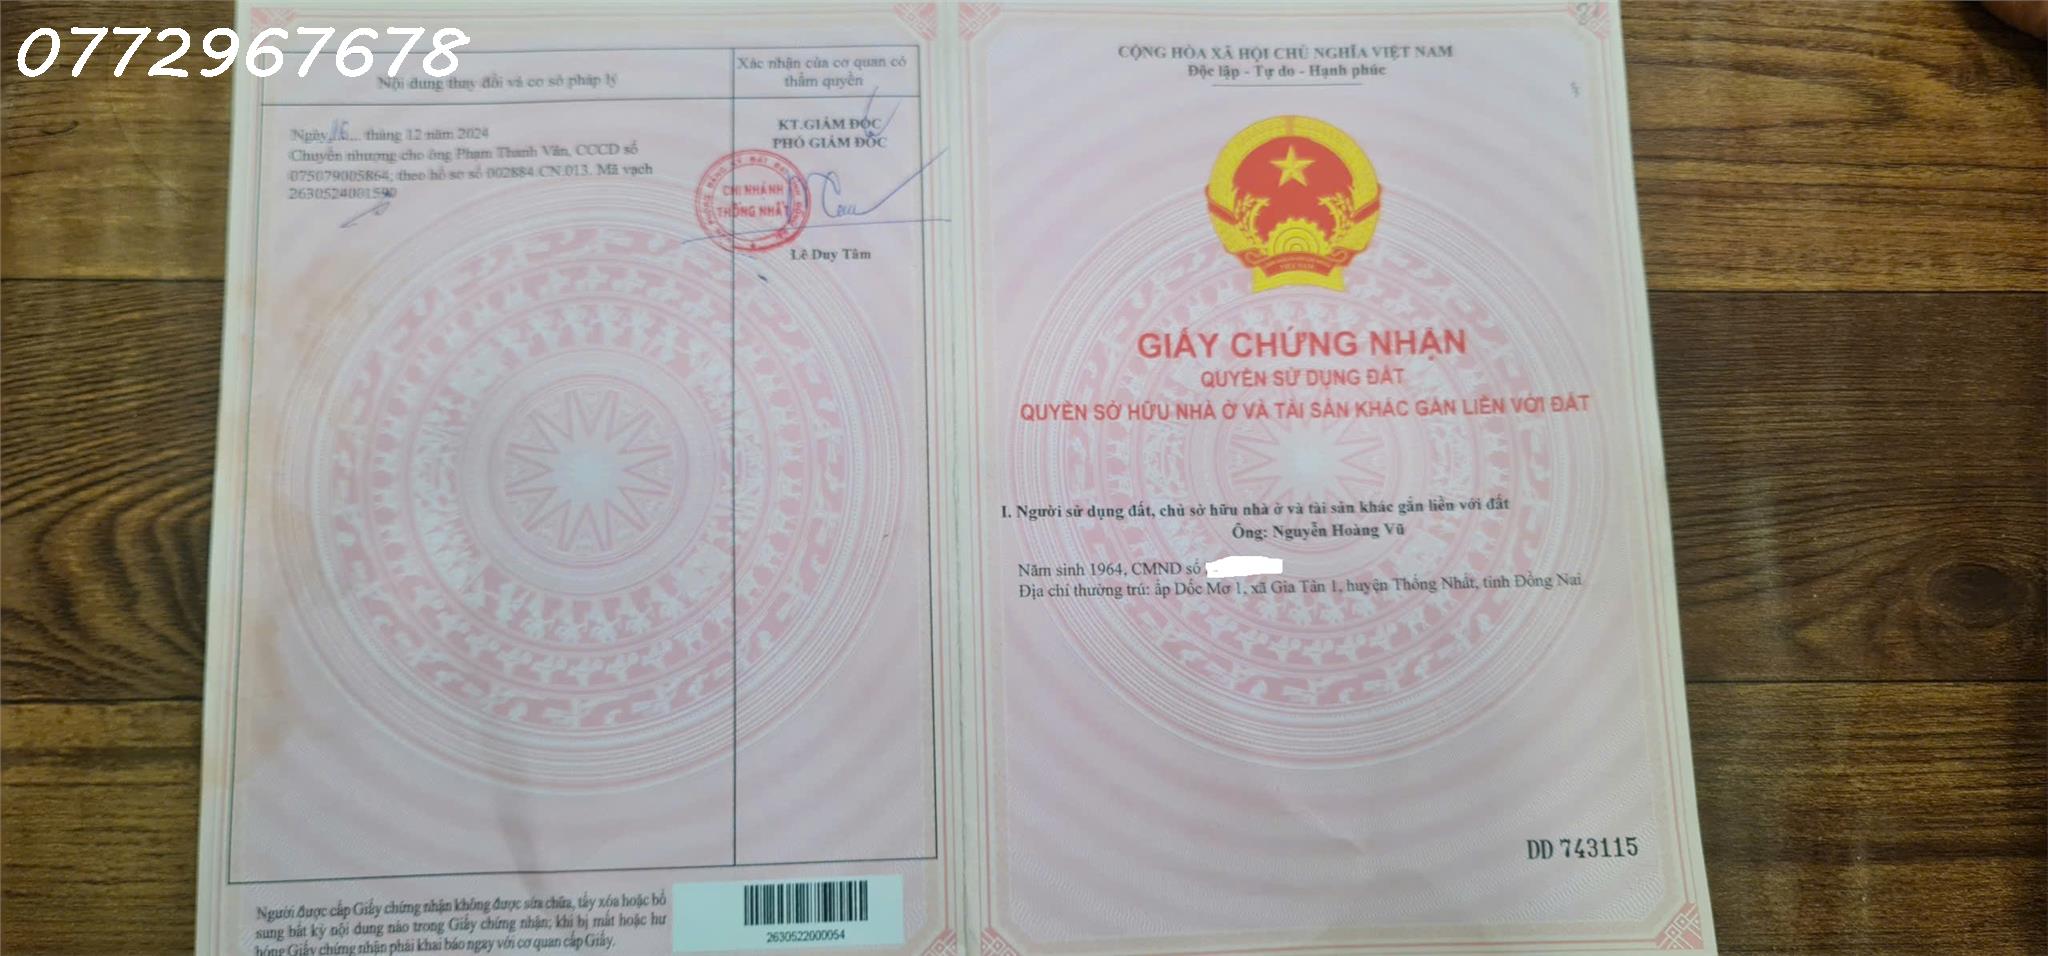 0772967678
Nội dung thay đổi và cơ sở pháp lý
Xác nhận của cơ quan có
thẩm quyền
Ngày 16... tháng 12 năm 2024
Chuyển nhượng cho ông Phạm Thanh Vân, CCCD số
075079005864; theo hồ sơ số 002884.CN.013. Mã vạch
2630524001590
KT.GIÁM ĐỐC
PHÓ GIÁM ĐỐC
CHI NHÁNH
THỐNG NHẤT
Lê Duy Tâm
Người được cấp Giấy chứng nhận không được sửa chữa, tẩy xóa hoặc bổ
sung bất kỳ nội dung nào trong Giấy chứng nhận; khi bị mất hoặc hư
hỏng Giấy chứng nhận phải khai báo ngay với cơ quan cấp Giấy.
2630522000054
CỘNG HÒA XÃ HỘI CHỦ NGHĨA VIỆT NAM
Độc lập - Tự do - Hạnh phúc
GIẤY CHỨNG NHẬN
QUYỀN SỬ DỤNG ĐẤT
QUYỀN SỞ HỮU NHÀ Ở VÀ TÀI SẢN KHÁC GẮN LIỀN VỚI ĐẤT
I. Người sử dụng đất, chủ sở hữu nhà ở và tài sản khác gắn liền với đất
Ông: Nguyễn Hoàng Vũ
Năm sinh 1964, CMND số
Địa chỉ thường trú: ấp Dốc Mơ 1, xã Gia Tân 1, huyện Thống Nhất, tỉnh Đồng Nai
DD 743115